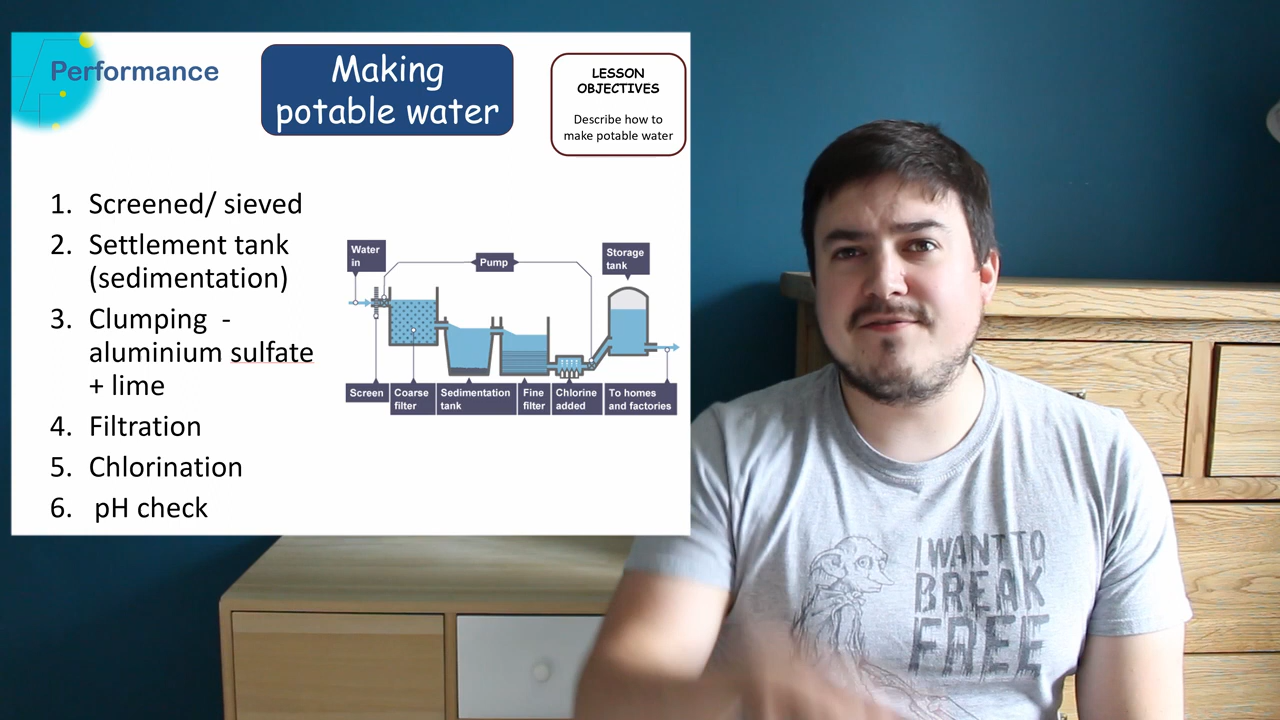 Performance
Making
potable water
LESSON
OBJECTIVES
Describe how to
make potable water
1. Screened/ sieved
2. Settlement tank
(sedimentation)
3. Clumping -
aluminium sulfate
+ lime
4. Filtration
5. Chlorination
6. pH check
Water
in
Pump
Storage
tank
Screen
Coarse
filter
Sedimentation
tank
Fine
filter
Chlorine
added
To homes
and factories
I WANT TO
BREAK
FREE